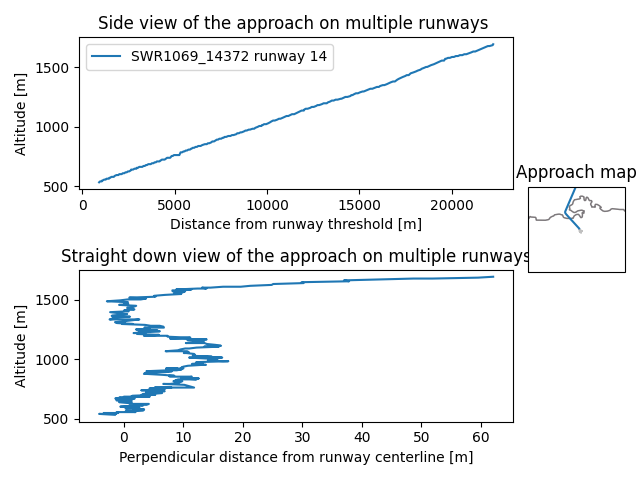 Side view of the approach on multiple runways
SWR1069_14372 runway 14
Altitude [m]
1500
1000
500
0
5000
10000
15000
20000
Distance from runway threshold [m]
Approach map
Straight down view of the approach on multiple runways
Altitude [m]
1500
1000
500
0
10
20
30
40
50
60
Perpendicular distance from runway centerline [m]